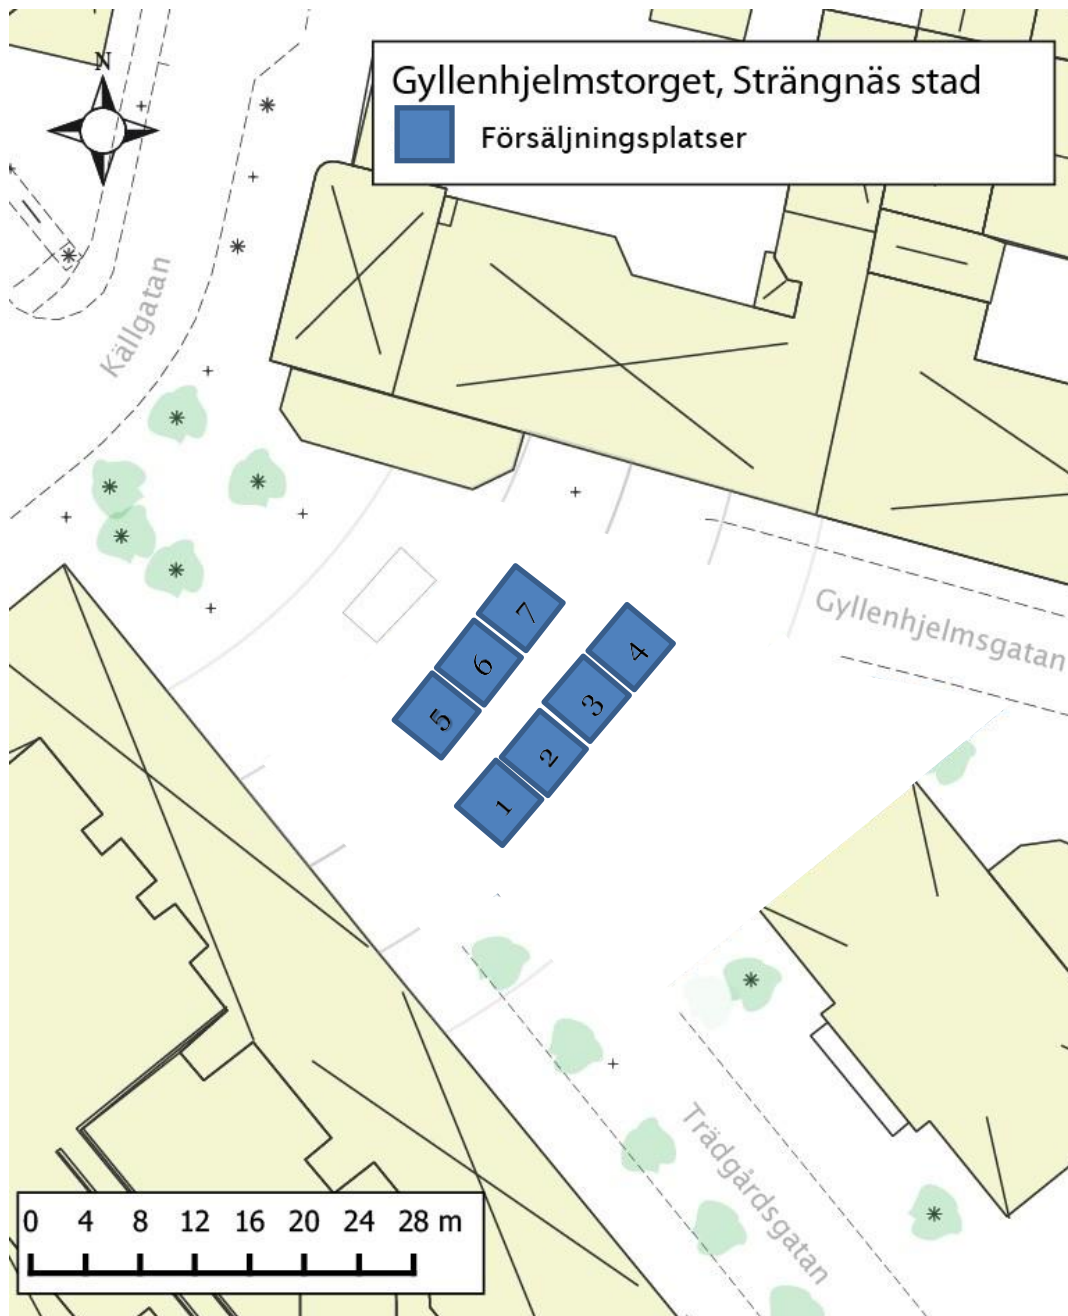 N
Gyllenhjelmstorget, Strängnäs stad
Försäljningsplatser
Källgatan
Gyllenhjelmsgatan
7
6
5
4
3
2
1
Trädgårdsgatan
0 4 8 12 16 20 24 28 m